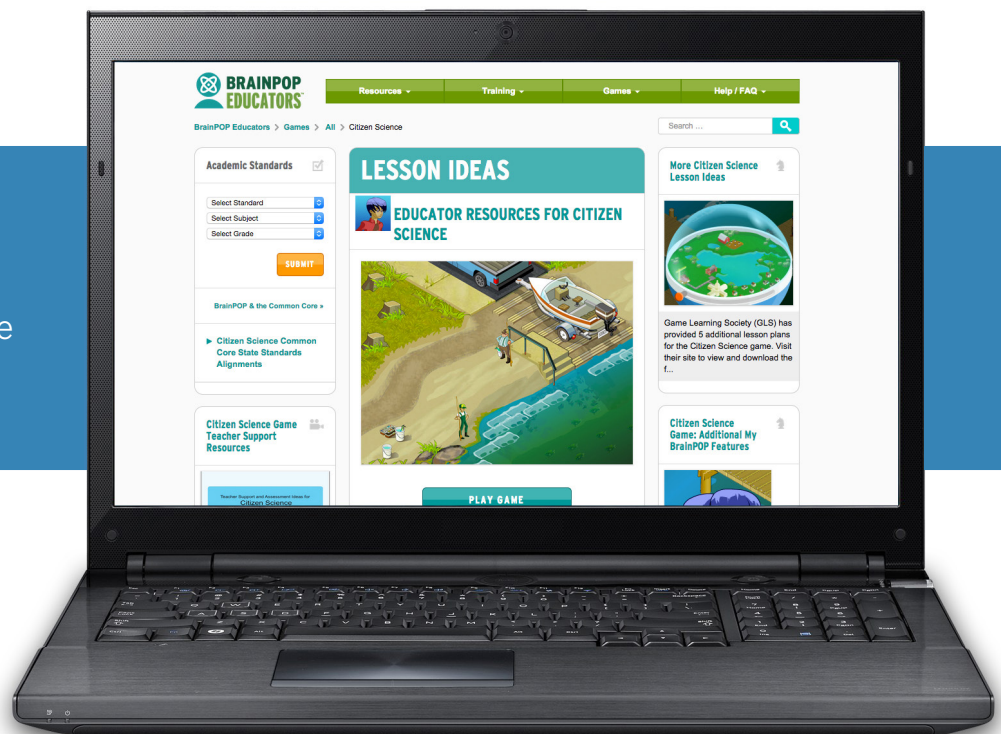 BRAINPOP
EDUCATORS
Resources
Training
Games
Help / FAQ
BrainPOP Educators > Games > All > Citizen Science
Search ...
Academic Standards
Select Standard
Select Subject
Select Grade
SUBMIT
BrainPOP & the Common Core »
Citizen Science Common
Core State Standards
Alignments
Citizen Science Game
Teacher Support
Resources
Teacher Support and Assessment Ideas for
Citizen Science
LESSON IDEAS
EDUCATOR RESOURCES FOR CITIZEN
SCIENCE
PLAY GAME
More Citizen Science
Lesson Ideas
Game Learning Society (GLS) has
provided 5 additional lesson plans
for the Citizen Science game. Visit
their site to view and download the
f...
Citizen Science
Game: Additional My
BrainPOP Features
e